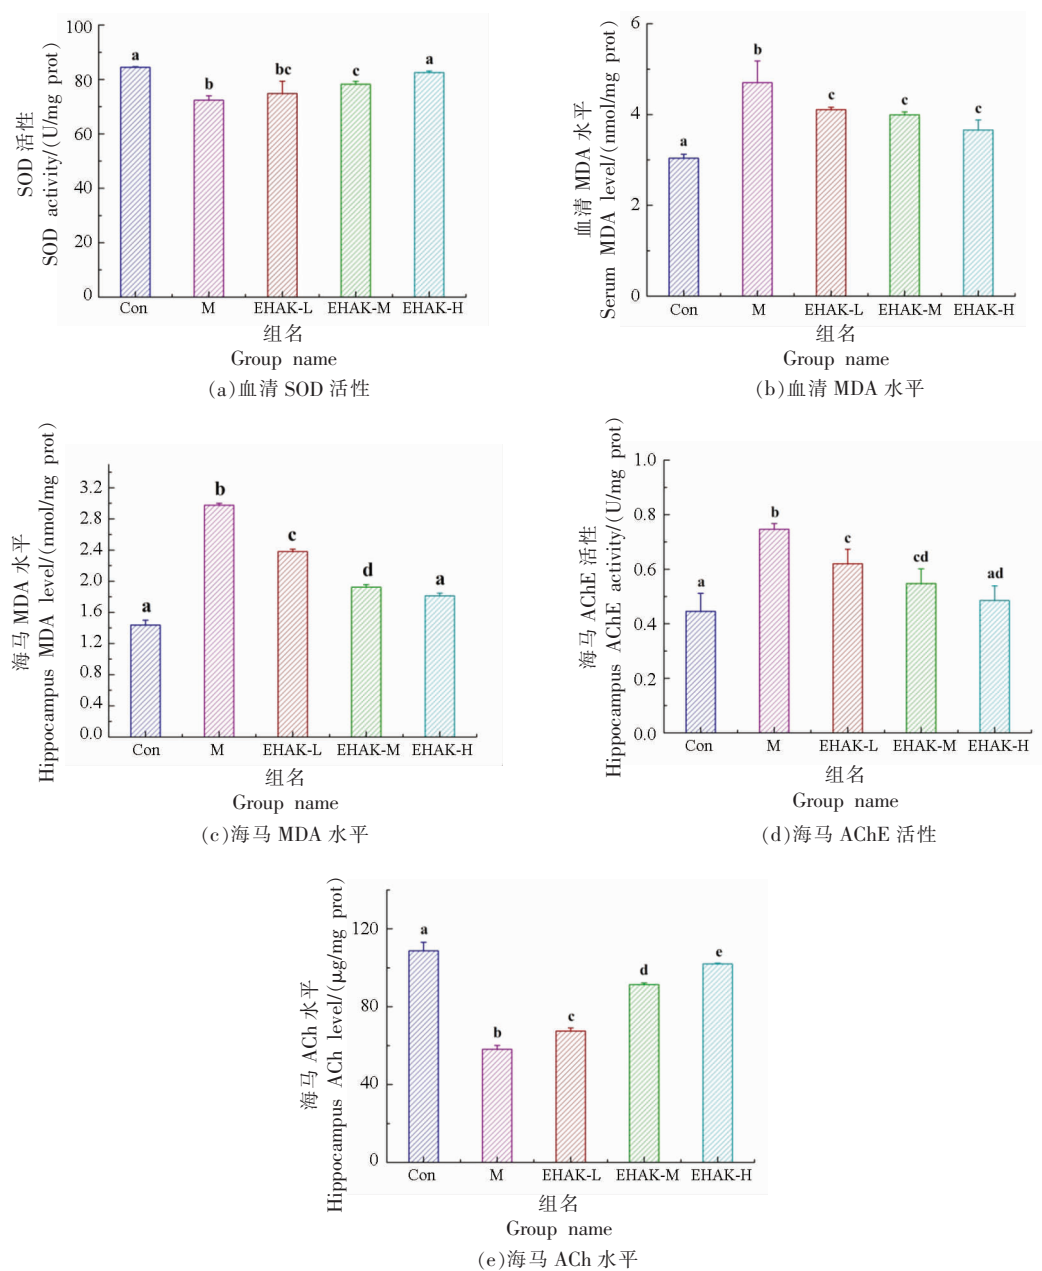 100
80
60
40
20
0
SOD 活性
SOD activity/(U/mg prot)
a
b
bc
c
a
Con M EHAK-L EHAK-M EHAK-H
组名
Group name
(a)血清 SOD 活性
6
4
2
0
血清 MDA 水平
Serum MDA level/(nmol/mg prot)
a
b
c
c
c
Con M EHAK-L EHAK-M EHAK-H
组名
Group name
(b)血清 MDA 水平
3.2
2.8
2.4
2.0
1.6
1.2
0.8
0.4
0.0
海马 MDA 水平
Hippocampus MDA level/(nmol/mg prot)
a
b
c
d
a
Con M EHAK-L EHAK-M EHAK-H
组名
Group name
(c)海马 MDA 水平
1.0
0.8
0.6
0.4
0.2
0.0
海马 AChE 活性
Hippocampus AChE activity/(U/mg prot)
a
b
c
cd
ad
Con M EHAK-L EHAK-M EHAK-H
组名
Group name
(d)海马 AChE 活性
120
80
40
0
海马 ACh 水平
Hippocampus ACh level/(μg/mg prot)
a
b
c
d
e
Con M EHAK-L EHAK-M EHAK-H
组名
Group name
(e)海马 ACh 水平